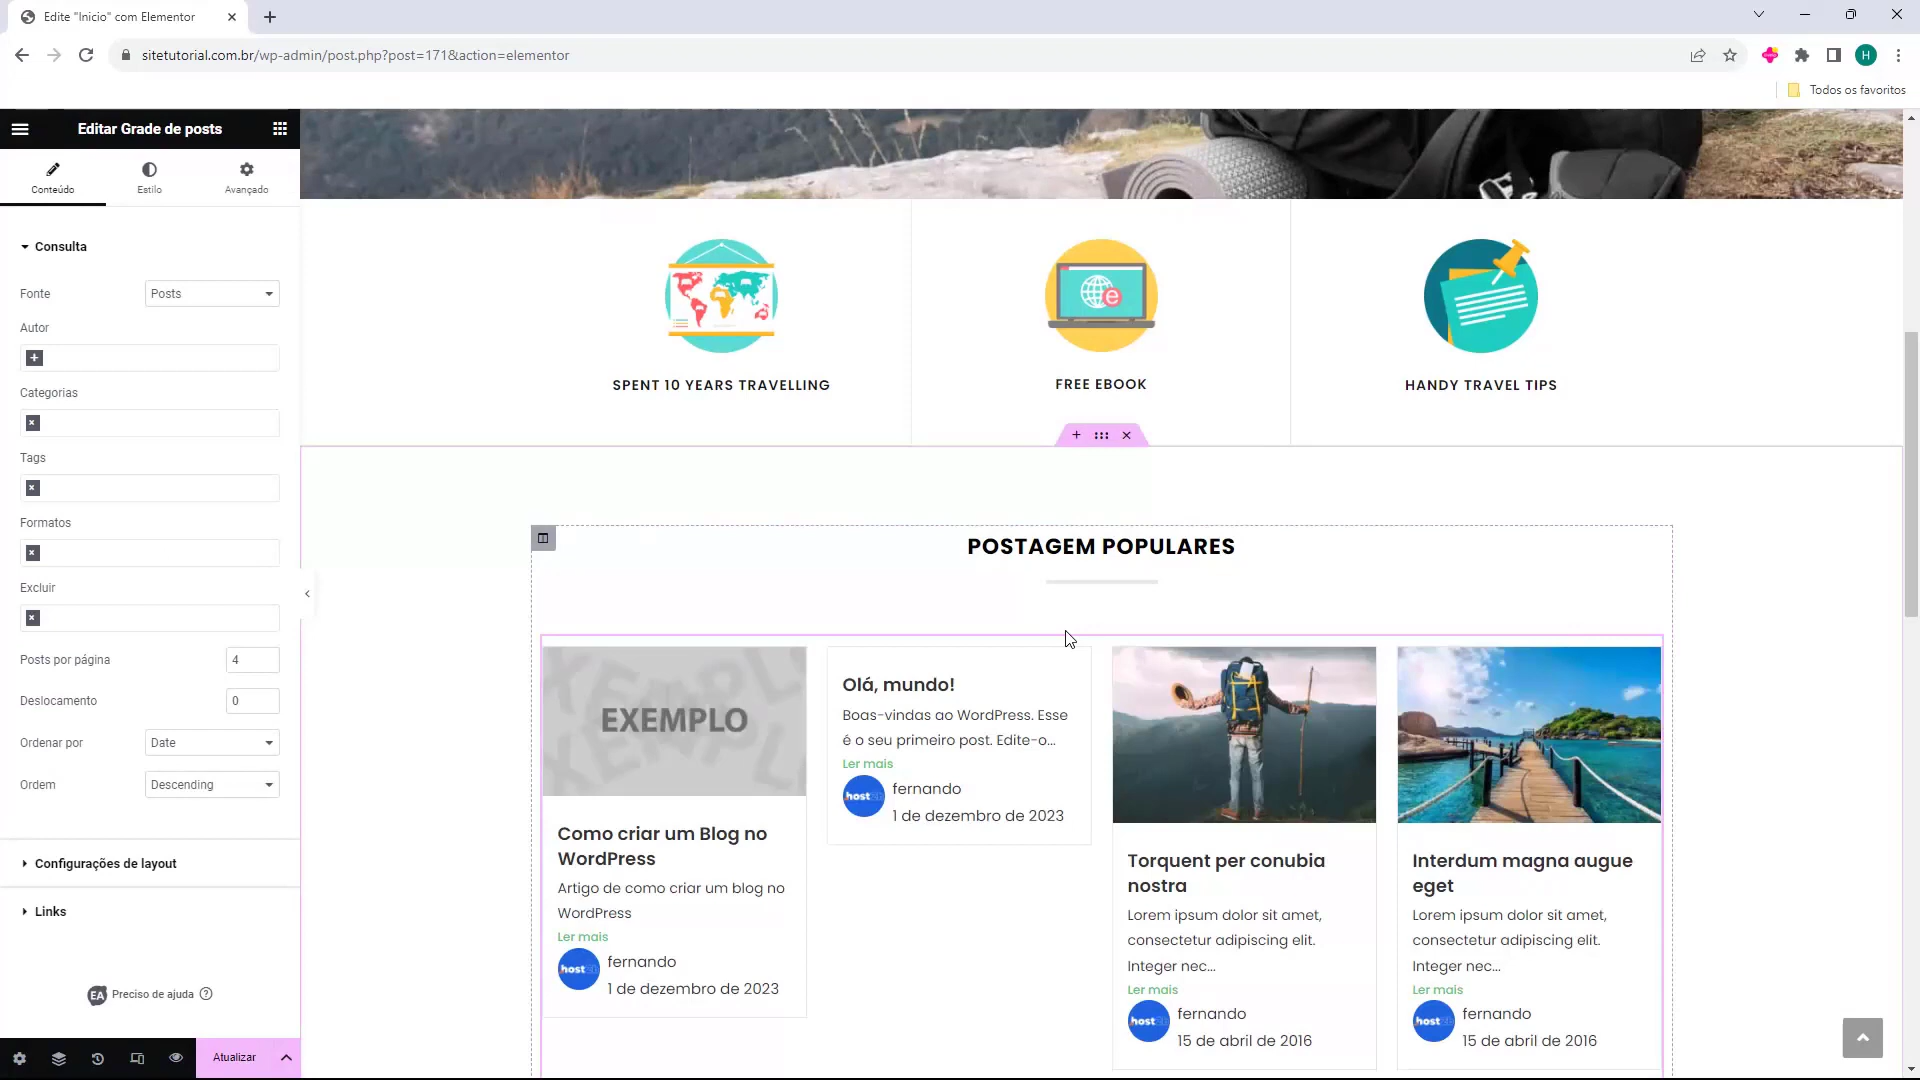 Edite "Inicio" com Elementor
sitetutorial.com.br/wp-admin/post.php?post=171&action=elementor
H
Todos os favoritos
Editar Grade de posts
Conteúdo
Estilo
Avançado
Consulta
Fonte
Posts
Autor
Categorias
Tags
Formatos
Excluir
Posts por página
4
Deslocamento
0
Ordenar por
Date
Ordem
Descending
Configurações de layout
Links
EA Preciso de ajuda
Atualizar
SPENT 10 YEARS TRAVELLING
FREE EBOOK
HANDY TRAVEL TIPS
POSTAGEM POPULARES
EXEMPLO
Como criar um Blog no
WordPress
Artigo de como criar um blog no
WordPress
Ler mais
fernando
1 de dezembro de 2023
Olá, mundo!
Boas-vindas ao WordPress. Esse
é o seu primeiro post. Edite-o...
Ler mais
fernando
1 de dezembro de 2023
Torquent per conubia
nostra
Lorem ipsum dolor sit amet,
consectetur adipiscing elit.
Integer nec...
Ler mais
fernando
15 de abril de 2016
Interdum magna augue
eget
Lorem ipsum dolor sit amet,
consectetur adipiscing elit.
Integer nec...
Ler mais
fernando
15 de abril de 2016